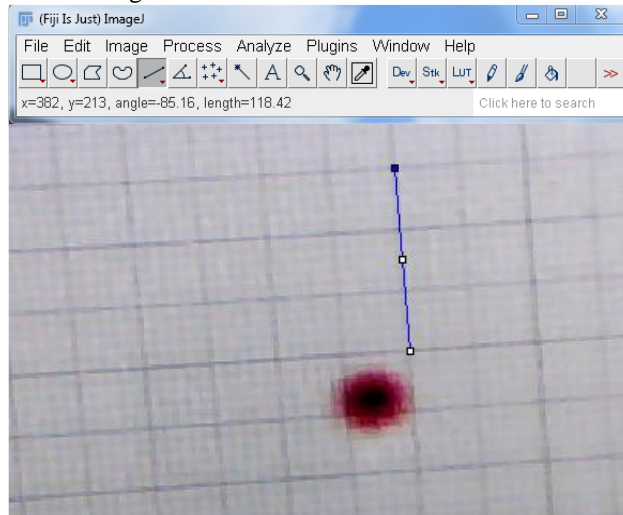 (Fiji Is Just) ImageJ
File Edit Image Process Analyze Plugins Window Help
A Dev Stk LUT >>
x=382, y=213, angle=-85.16, length=118.42 Click here to search